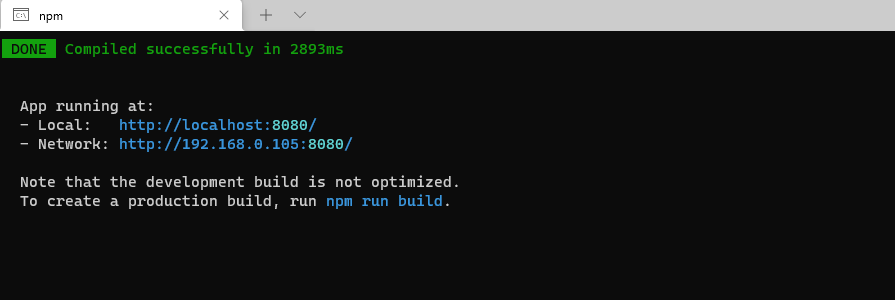 npm
DONE Compiled successfully in 2893ms
App running at:
- Local: http://localhost:8080/
- Network: http://192.168.0.105:8080/
Note that the development build is not optimized.
To create a production build, run npm run build.